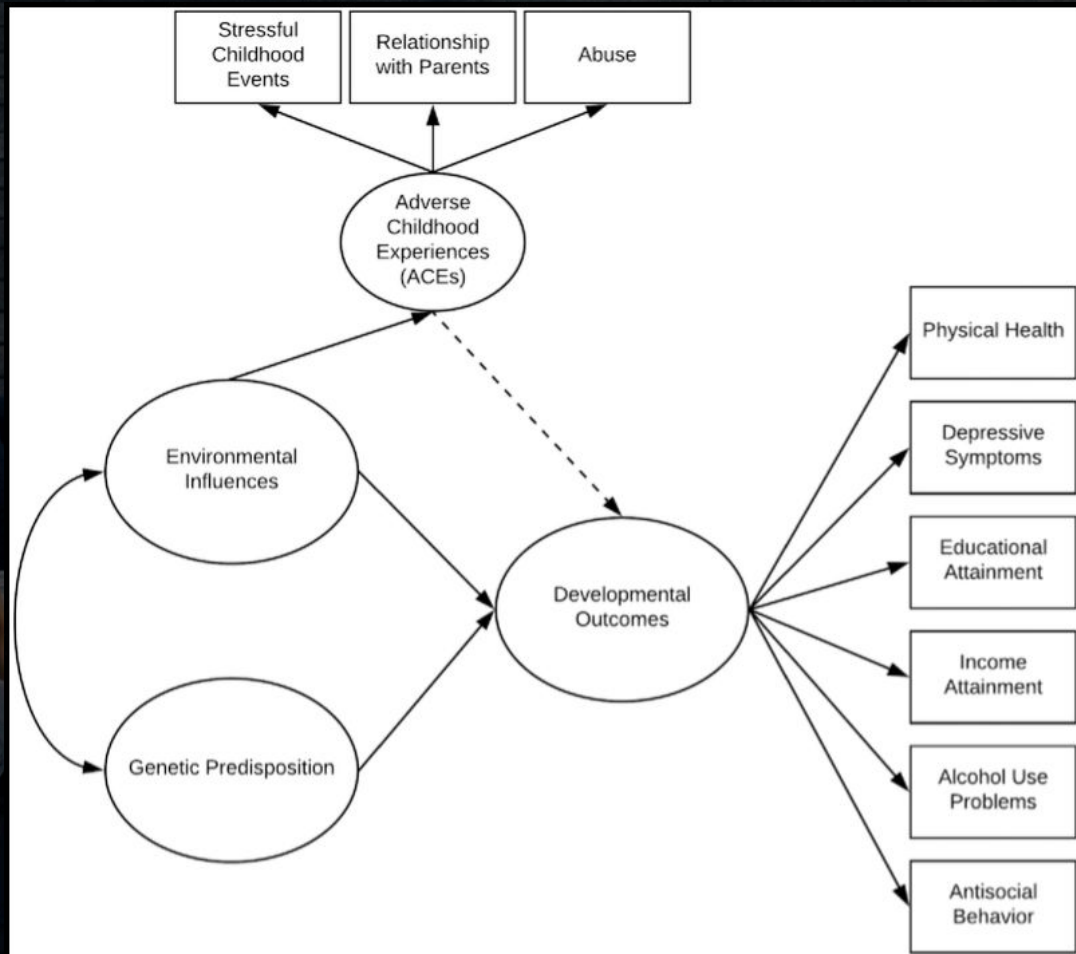 Stressful
Childhood
Events
Relationship
with Parents
Abuse
Adverse
Childhood
Experiences
(ACEs)
Physical Health
Depressive
Symptoms
Environmental
Influences
Educational
Attainment
Developmental
Outcomes
Income
Attainment
Genetic Predisposition
Alcohol Use
Problems
Antisocial
Behavior